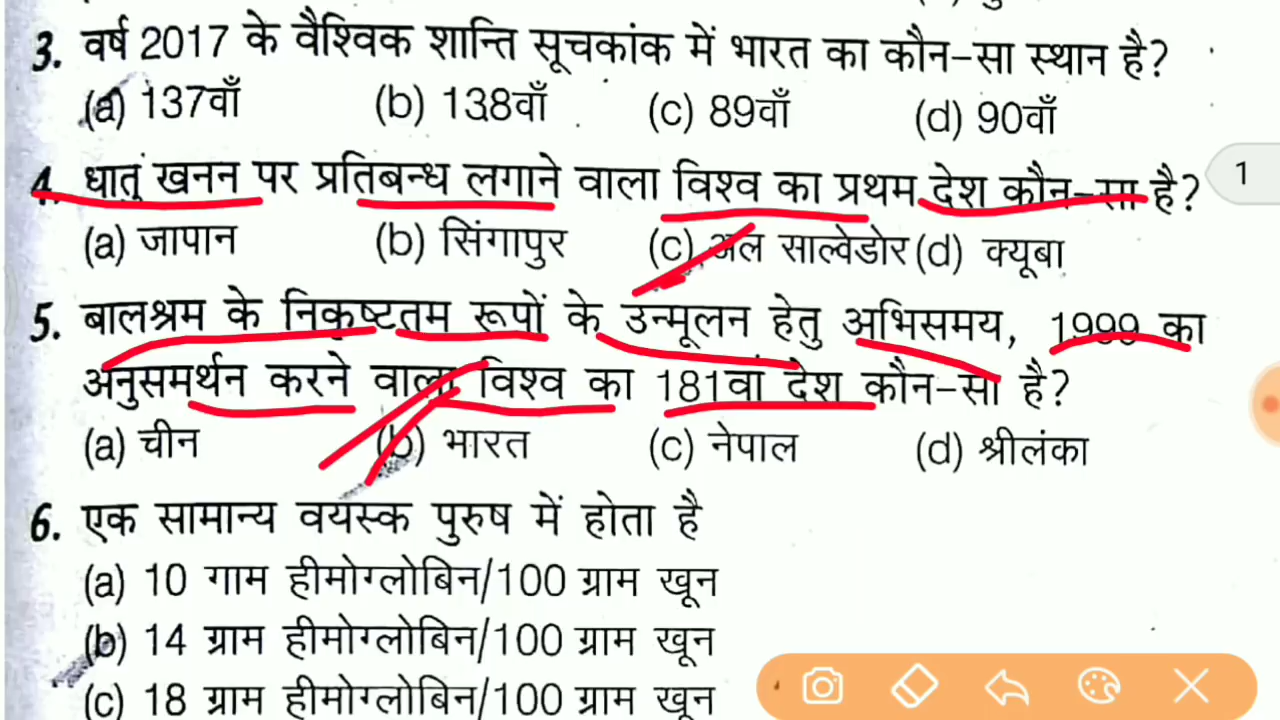 3. वर्ष 2017 के वैश्विक शान्ति सूचकांक में भारत का कौन-सा स्थान है?
(a) 137वाँ (b) 138वाँ (c) 89वाँ (d) 90वाँ
4. धातु खनन पर प्रतिबन्ध लगाने वाला विश्व का प्रथम देश कौन-सा है?
1
(a) जापान (b) सिंगापुर (c) अल साल्वेडोर (d) क्यूबा
5. बालश्रम के निकृष्टतम रूपों के उन्मूलन हेतु अभिसमय, 1999 का
अनुसमर्थन करने वाला विश्व का 181वां देश कौन-सा है?
(a) चीन (b) भारत (c) नेपाल (d) श्रीलंका
6. एक सामान्य वयस्क पुरुष में होता है
(a) 10 गाम हीमोग्लोबिन/100 ग्राम खून
(b) 14 ग्राम हीमोग्लोबिन/100 ग्राम खून
(c) 18 ग्राम हीमोग्लोबिन/100 ग्राम खून